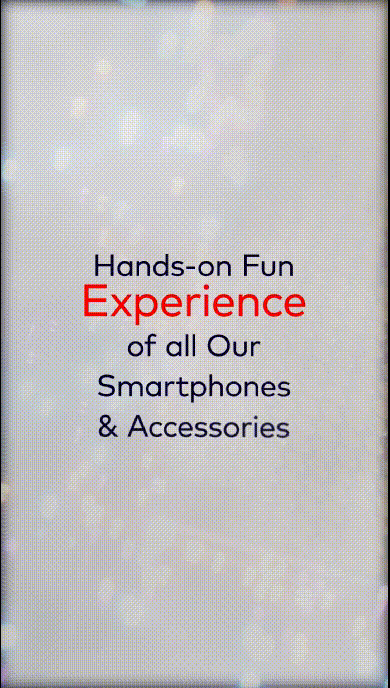 Hands-on Fun
Experience
of all Our
Smartphones
& Accessories